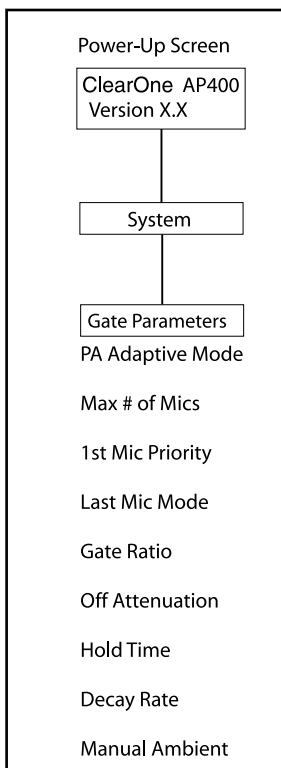 Power-Up Screen
ClearOne AP400
Version X.X
System
Gate Parameters
PA Adaptive Mode
Max # of Mics
1st Mic Priority
Last Mic Mode
Gate Ratio
Off Attenuation
Hold Time
Decay Rate
Manual Ambient